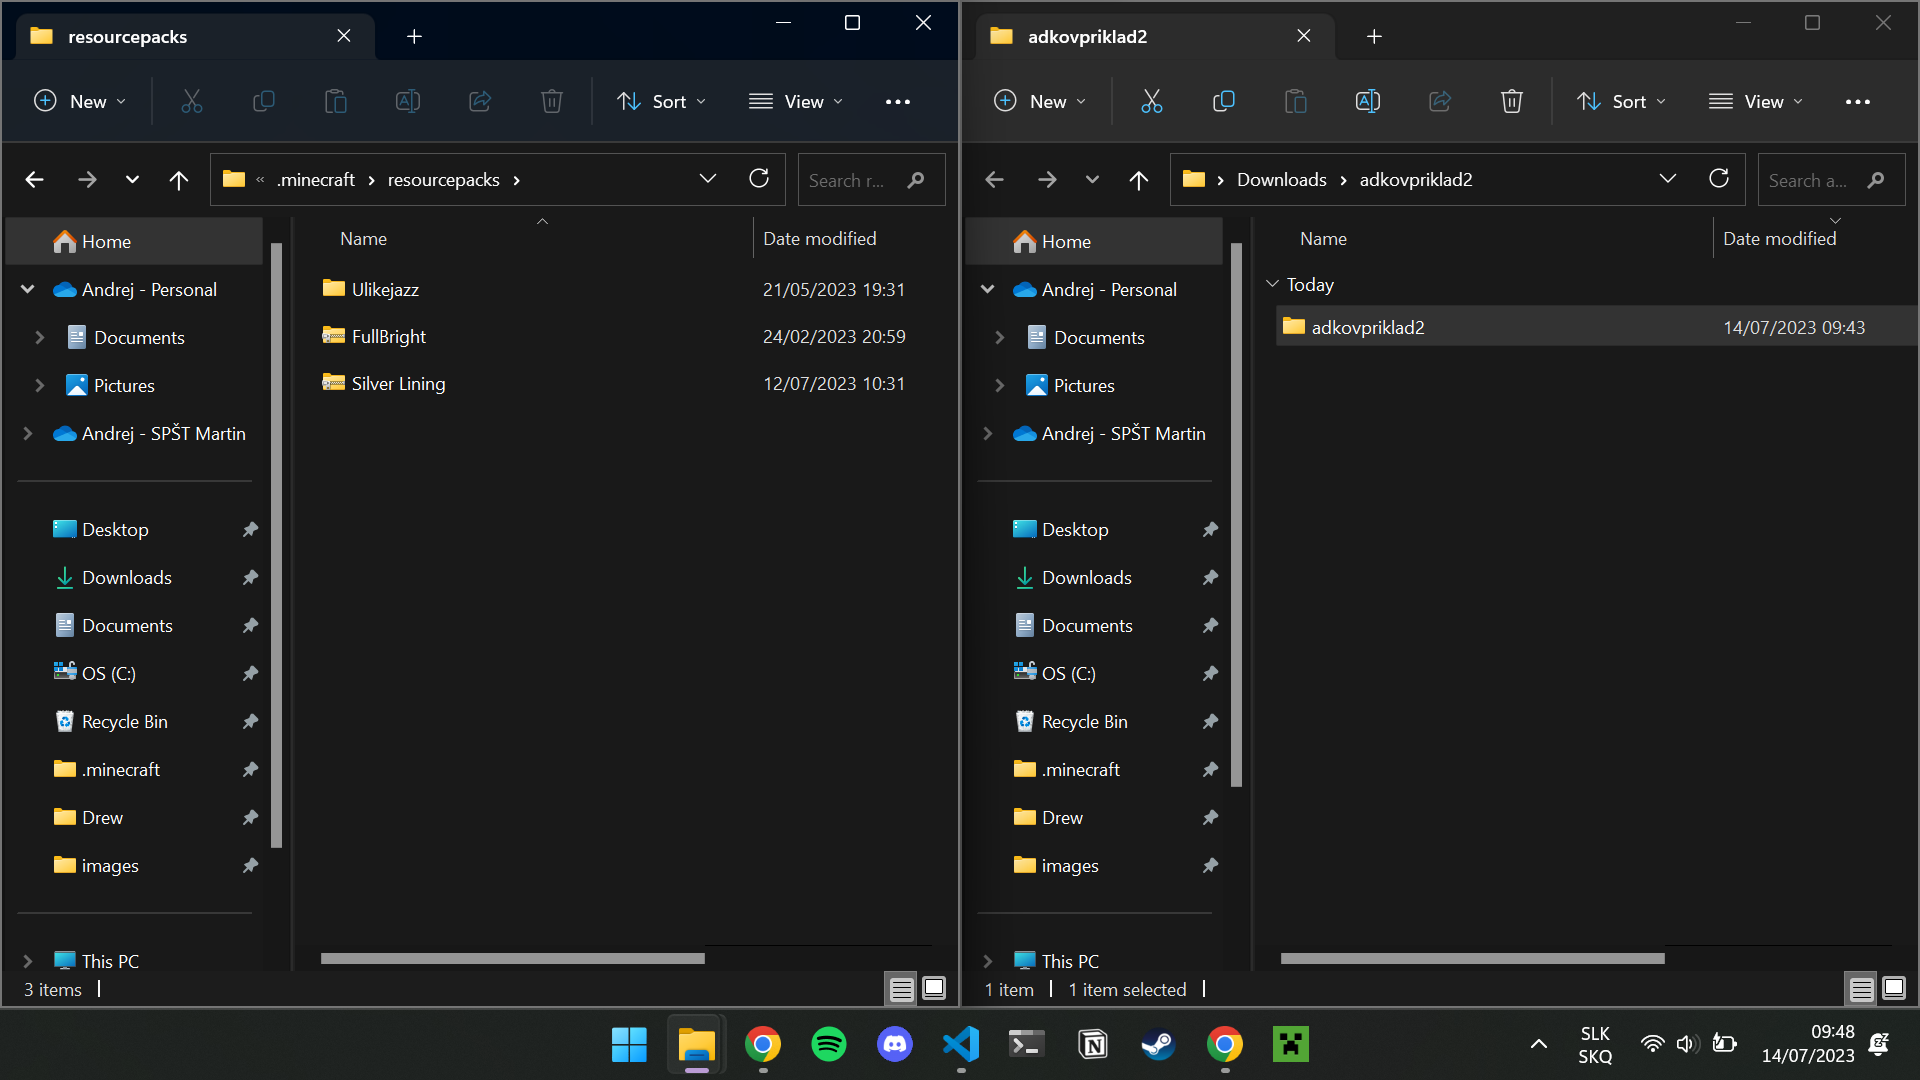 resourcepacks
New
Sort
View
« .minecraft > resourcepacks >
Search r...
Home
Andrej - Personal
Documents
Pictures
Andrej - SPŠT Martin
Desktop
Downloads
Documents
OS (C:)
Recycle Bin
.minecraft
Drew
images
This PC
Name Date modified
Ulikejazz 21/05/2023 19:31
FullBright 24/02/2023 20:59
Silver Lining 12/07/2023 10:31
3 items
adkovpriklad2
New
Sort
View
> Downloads > adkovpriklad2
Search a...
Home
Andrej - Personal
Documents
Pictures
Andrej - SPŠT Martin
Desktop
Downloads
Documents
OS (C:)
Recycle Bin
.minecraft
Drew
images
This PC
Name Date modified
Today
adkovpriklad2 14/07/2023 09:43
1 item
1 item selected
SLK
SKQ
09:48
14/07/2023